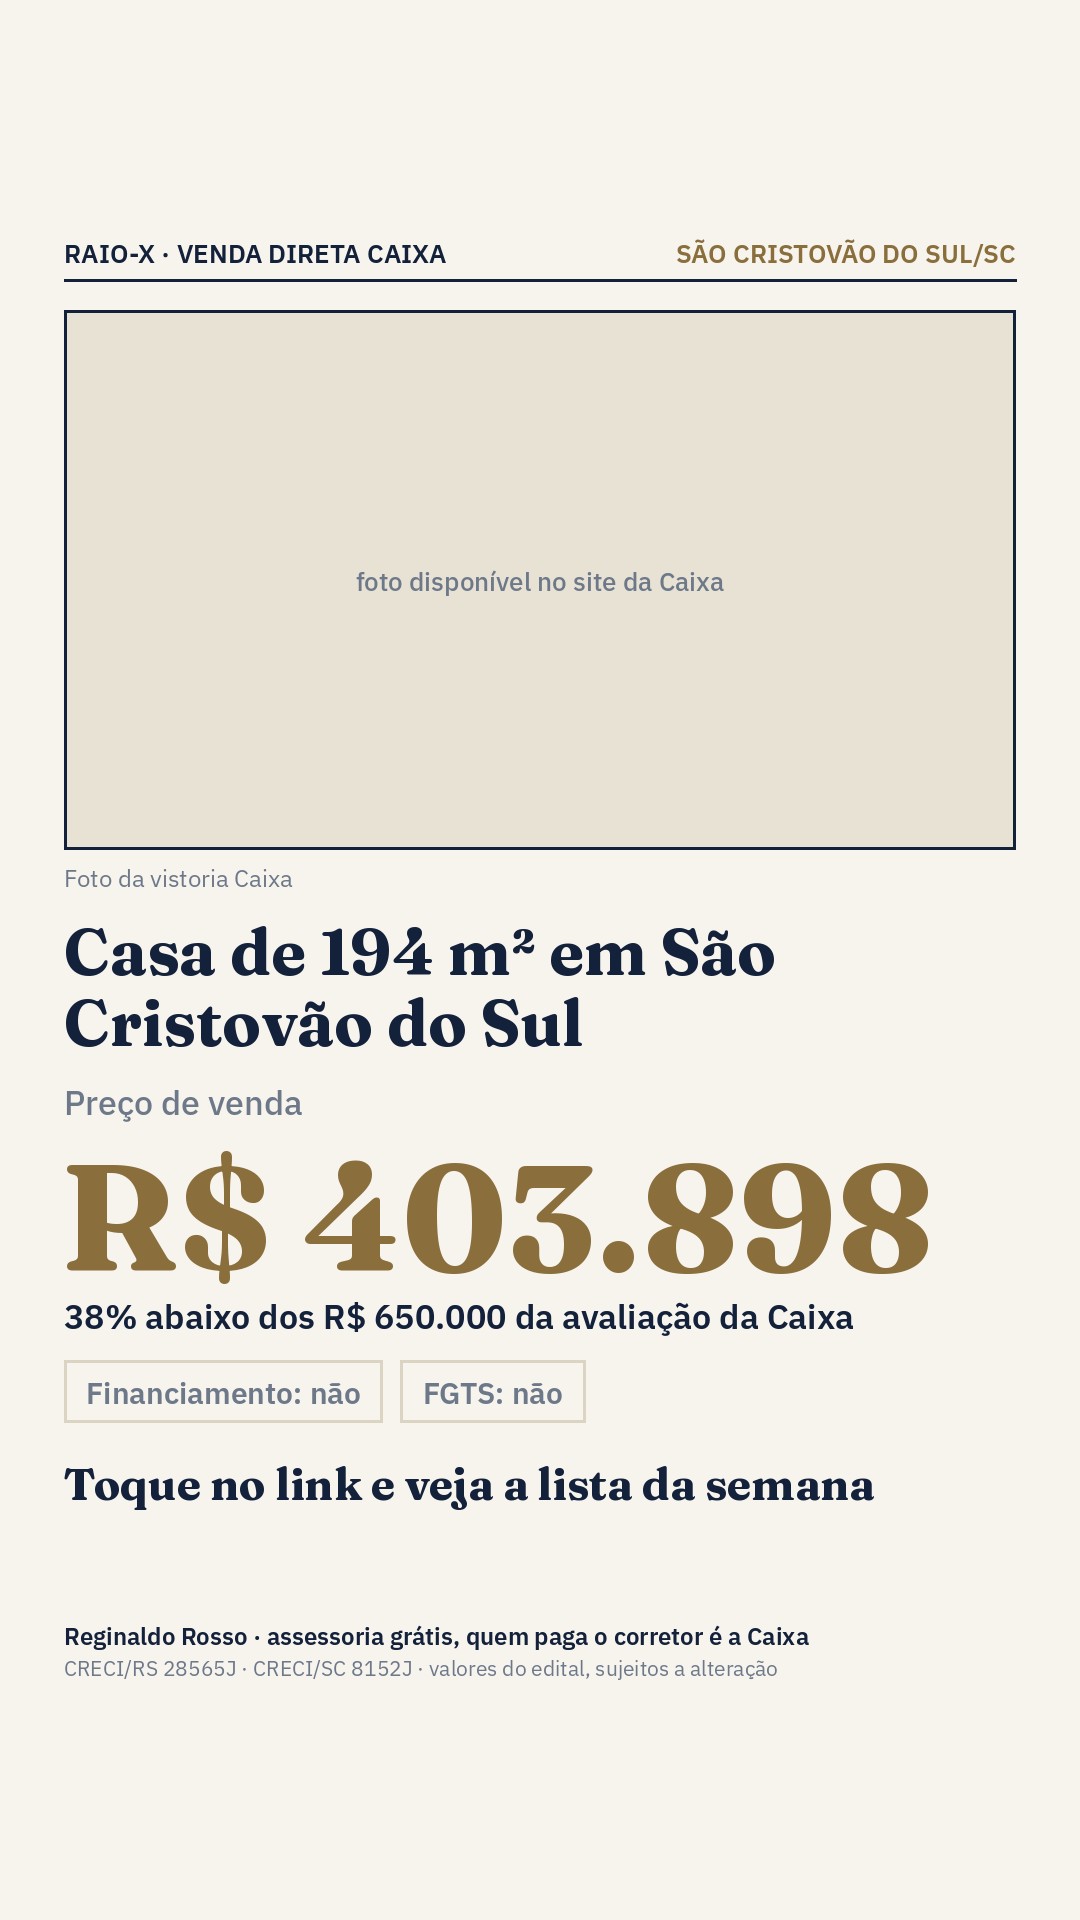 RAIO-X · VENDA DIRETA CAIXA
SÃO CRISTOVÃO DO SUL/SC
foto disponível no site da Caixa
Foto da vistoria Caixa
Casa de 194 m² em São
Cristovão do Sul
Preço de venda
R$ 403.898
38% abaixo dos R$ 650.000 da avaliação da Caixa
Financiamento: não
FGTS: não
Toque no link e veja a lista da semana
Reginaldo Rosso · assessoria grátis, quem paga o corretor é a Caixa
CRECI/RS 28565J · CRECI/SC 8152J · valores do edital, sujeitos a alteração